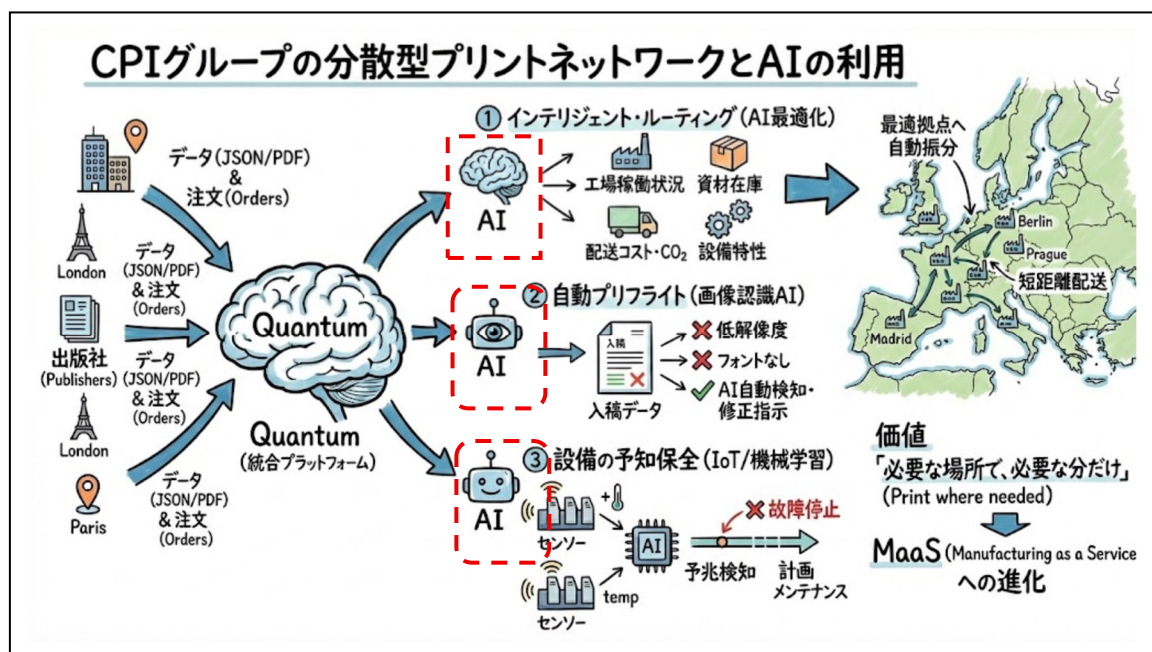 CPIグループの分散型プリントネットワークとAIの利用
データ(JSON/PDF)
&
注文(Orders)
London
データ
(JSON/PDF)
& 注文
(Orders)
出版社
(Publishers)
データ
(JSON/PDF)
& 注文
(Orders)
London
Paris
データ
(JSON/PDF)
& 注文
(Orders)
Quantum
Quantum
(統合プラットフォーム)
① インテリジェント・ルーティング(AI最適化)
AI
工場稼働状況
資材在庫
配送コスト・CO₂
設備特性
② 自動プリフライト(画像認識AI)
AI
入稿
入稿データ
低解像度
フォントなし
AI自動検知・
修正指示
③ 設備の予知保全(IoT/機械学習)
AI
センサー
センサー
+
temp
AI
故障停止
予兆検知
計画
メンテナンス
最適拠点へ
自動振分
Berlin
Prague
短距離配送
Madrid
価値
「必要な場所で、必要な分だけ」
(Print where needed)
MaaS (Manufacturing as a Service
への進化